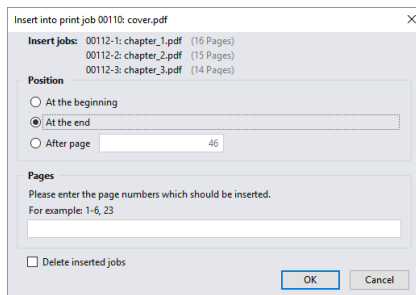 Insert into print job 00110: cover.pdf
Insert jobs: 00112-1: chapter_1.pdf (16 Pages)
00112-2: chapter_2.pdf (15 Pages)
00112-3: chapter_3.pdf (14 Pages)
Position
At the beginning
At the end
After page 46
Pages
Please enter the page numbers which should be inserted.
For example: 1-6, 23
Delete inserted jobs
OK Cancel